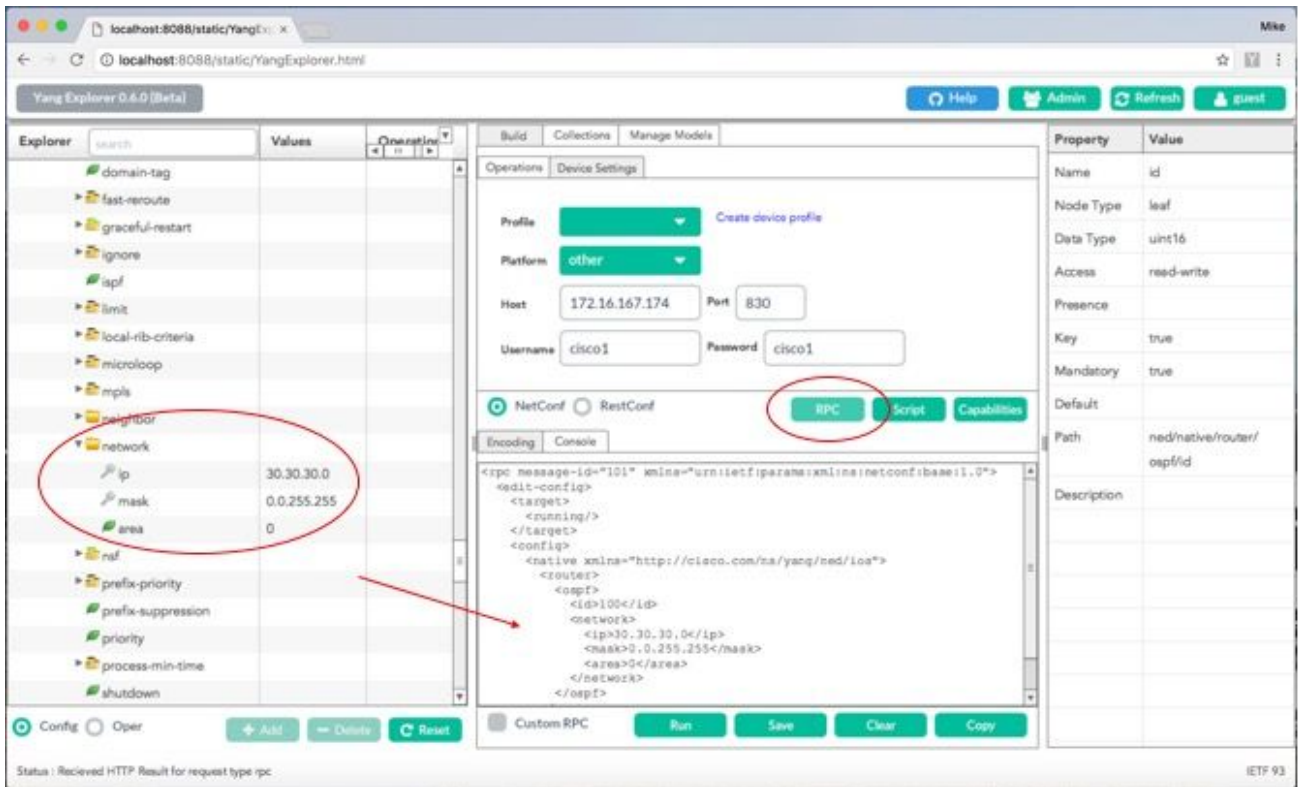 localhost:8088/static/YangEx
Mike
localhost:8088/static/YangExplorer.html
Yang Explorer 0.6.0 (Beta)
Help
Admin
Refresh
guest
Explorer
search
Values
Operation
domain-tag
fast-reroute
graceful-restart
ignore
ispf
limit
local-rib-criteria
microloop
mpls
neighbor
network
ip 30.30.30.0
mask 0.0.255.255
area 0
nsf
prefix-priority
prefix-suppression
priority
process-min-time
shutdown
Config Oper
Add
Delete
Reset
Build Collections Manage Models
Operations Device Settings
Profile Create device profile
Platform other
Host 172.16.167.174 Port 830
Username cisco1 Password cisco1
NetConf RestConf RPC Script Capabilities
Encoding Console
<rpc message-id="101" xmlns="urn:ietf:params:xml:ns:netconf:base:1.0">
<edit-config>
<target>
<running/>
</target>
<config>
<native xmlns="http://cisco.com/ns/yang/ned/ios">
<router>
<ospf>
<id>100</id>
<network>
<ip>30.30.30.0</ip>
<mask>0.0.255.255</mask>
<area>0</area>
</network>
</ospf>
Custom RPC Run Save Clear Copy
Property Value
Name id
Node Type leaf
Data Type uint16
Access read-write
Presence
Key true
Mandatory true
Default
Path ned/native/router/
ospf/id
Description
Status : Recieved HTTP Result for request type rpc
IETF 93